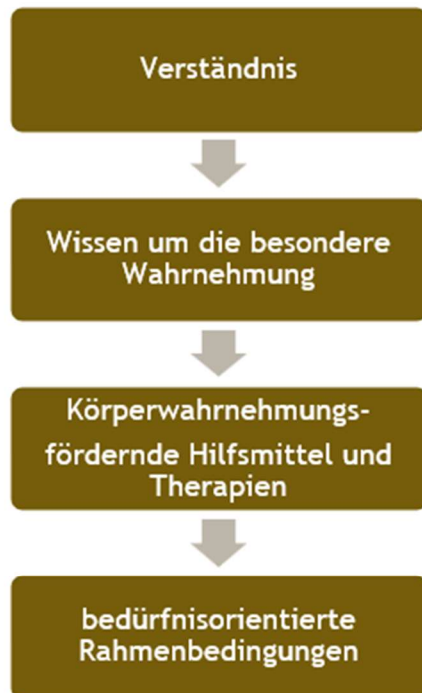 Verständnis
Wissen um die besondere
Wahrnehmung
Körperwahrnehmungs-
fördernde Hilfsmittel und
Therapien
bedürfnisorientierte
Rahmenbedingungen